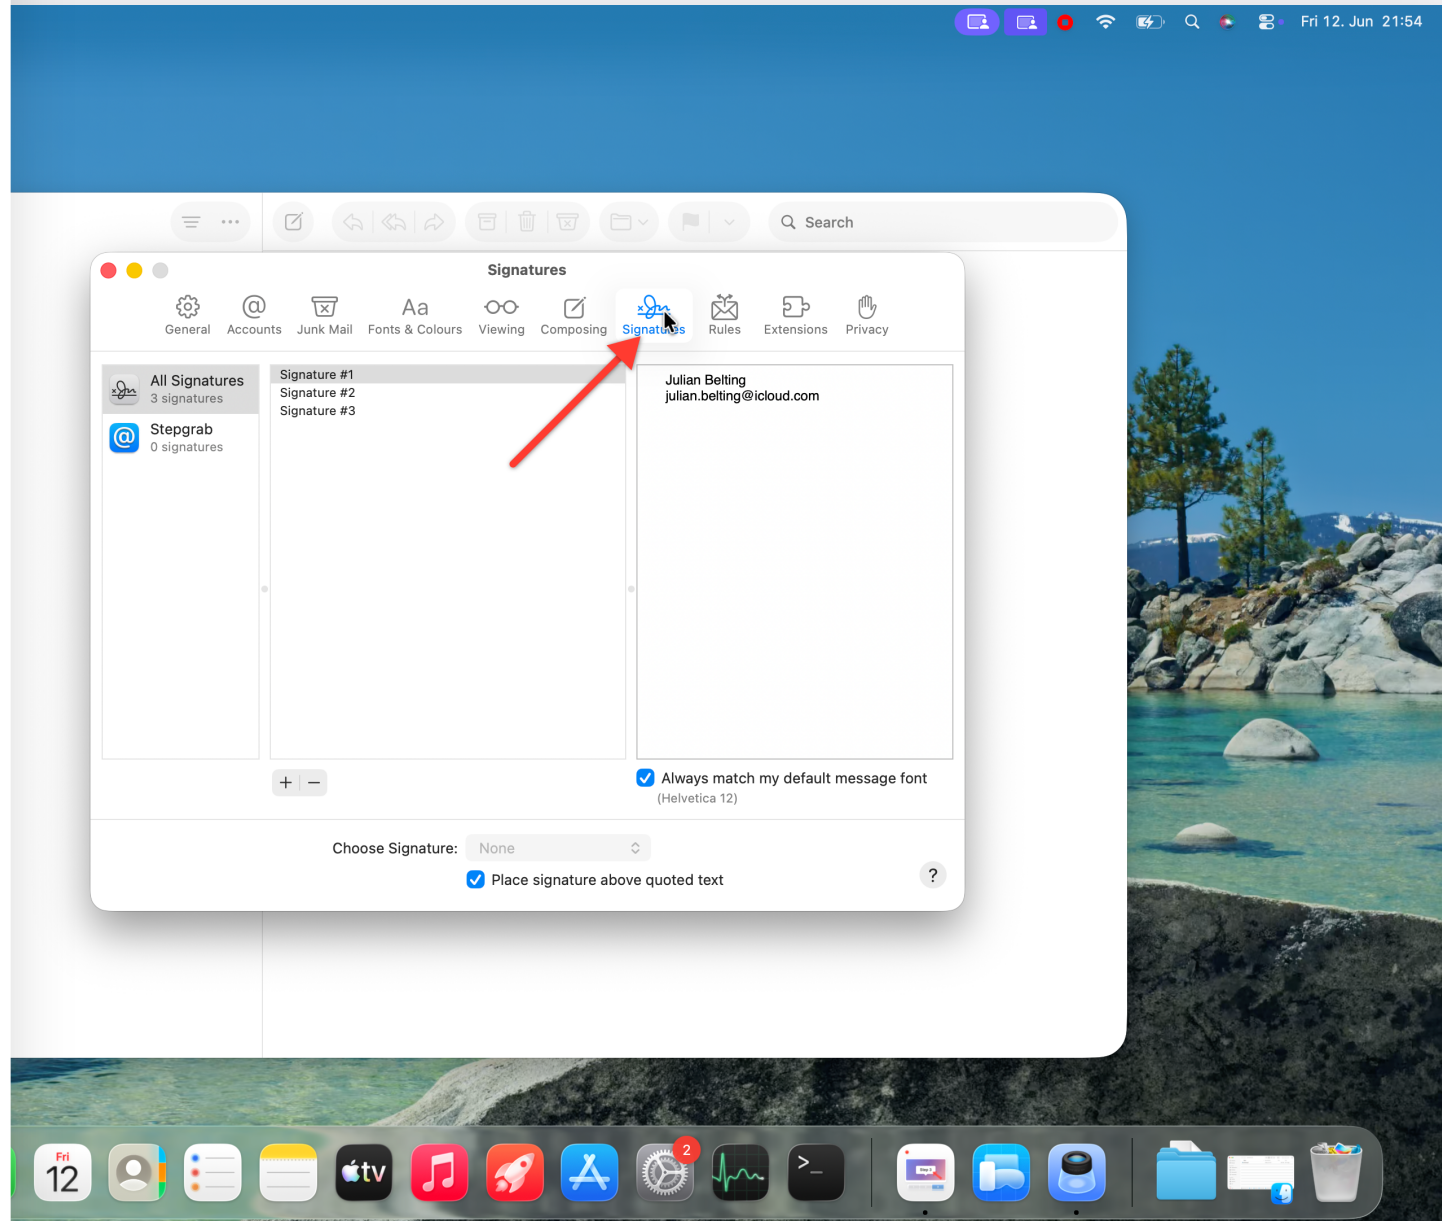 Fri 12. Jun 21:54
Search
Signatures
General Accounts Junk Mail Fonts & Colours Viewing Composing Signatures Rules Extensions Privacy
All Signatures
3 signatures
Stepgrab
0 signatures
Signature #1
Signature #2
Signature #3
Julian Belting
julian.belting@icloud.com
Always match my default message font
(Helvetica 12)
Choose Signature: None
Place signature above quoted text
?
Fri
12
tv
2
>_